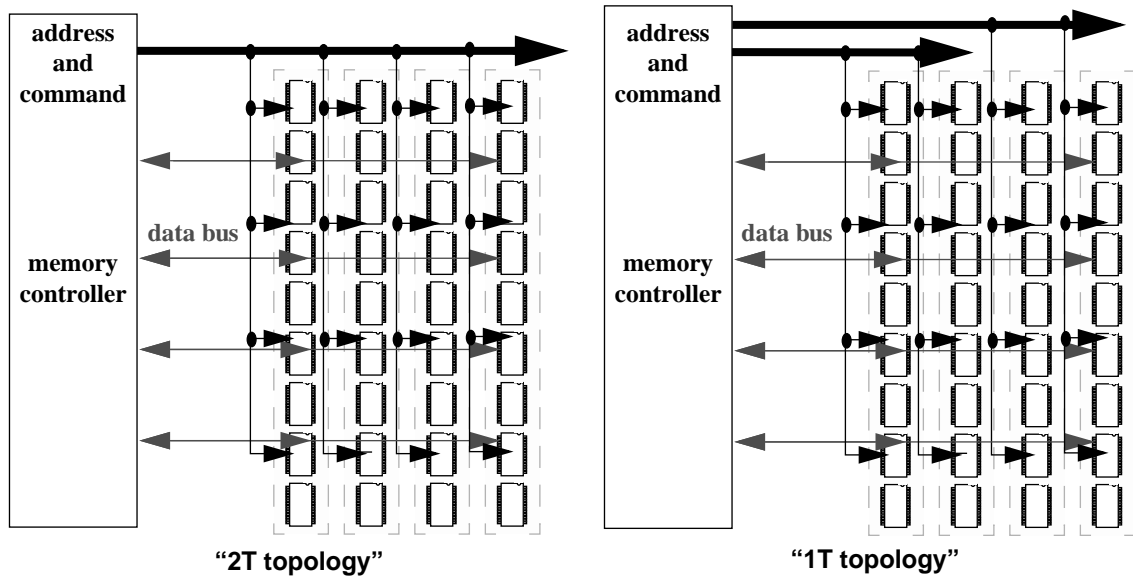 address
and
command
data bus
memory
controller
“2T topology”
address
and
command
data bus
memory
controller
“1T topology”